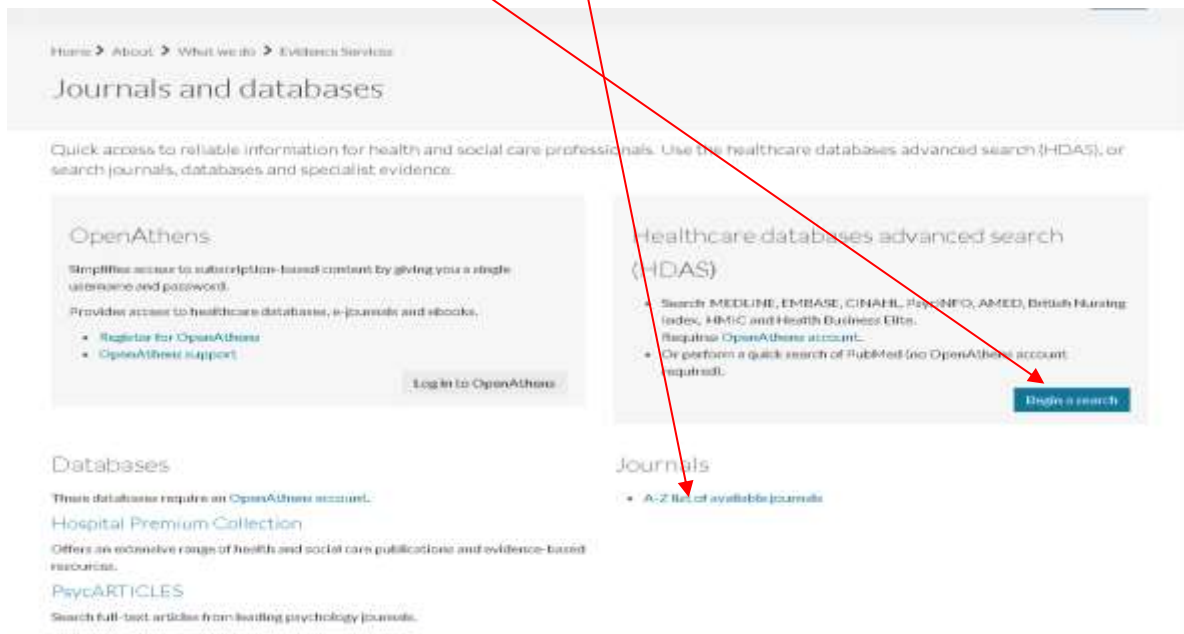 Home > About > What we do > Evidence Services
Journals and databases
Quick access to reliable information for health and social care professionals. Use the healthcare databases advanced search (HDAS), or
search journals, databases and specialist evidence.
OpenAthens
Simplifies access to subscription-based content by giving you a single
username and password.
Provides access to healthcare databases, e-journals and ebooks.
• Register for OpenAthens
• OpenAthens support
Log in to OpenAthens
Healthcare databases advanced search
(HDAS)
• Search MEDLINE, EMBASE, CINAHL, PsycINFO, AMED, British Nursing
Index, HMIC and Health Business Elite.
Requires OpenAthens account.
• Or perform a quick search of PubMed (no OpenAthens account
required).
Begin a search
Databases
These databases require an OpenAthens account.
Hospital Premium Collection
Offers an extensive range of health and social care publications and evidence-based
resources.
PsycARTICLES
Search full-text articles from leading psychology journals.
Journals
• A-Z list of available journals